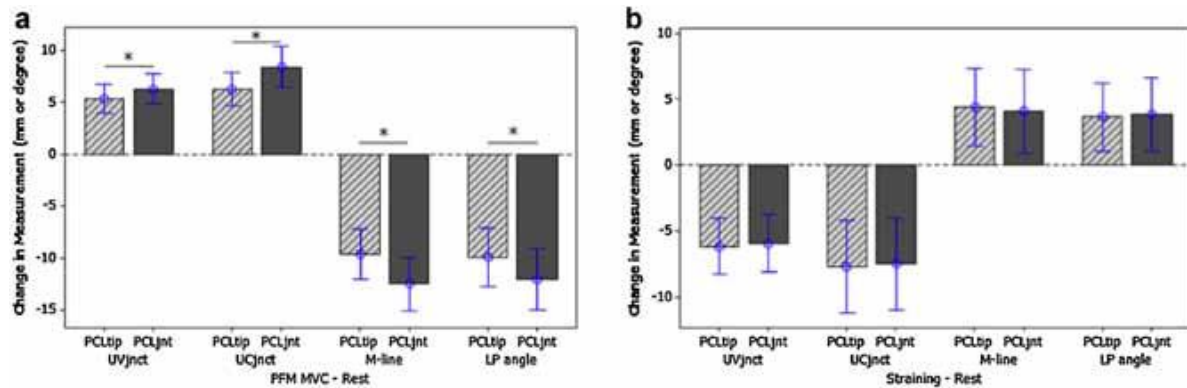 a
Change in Measurement (mm or degree)
10
5
0
-5
-10
-15
*
*
*
*
PCLtip PCLjnt PCLtip PCLjnt PCLtip PCLjnt PCLtip PCLjnt
UVjnct UCjnct M-line LP angle
PFM MVC - Rest
b
Change in Measurement (mm or degree)
10
5
0
-5
-10
PCLtip PCLjnt PCLtip PCLjnt PCLtip PCLjnt PCLtip PCLjnt
UVjnct UCjnct M-line LP angle
Straining - Rest